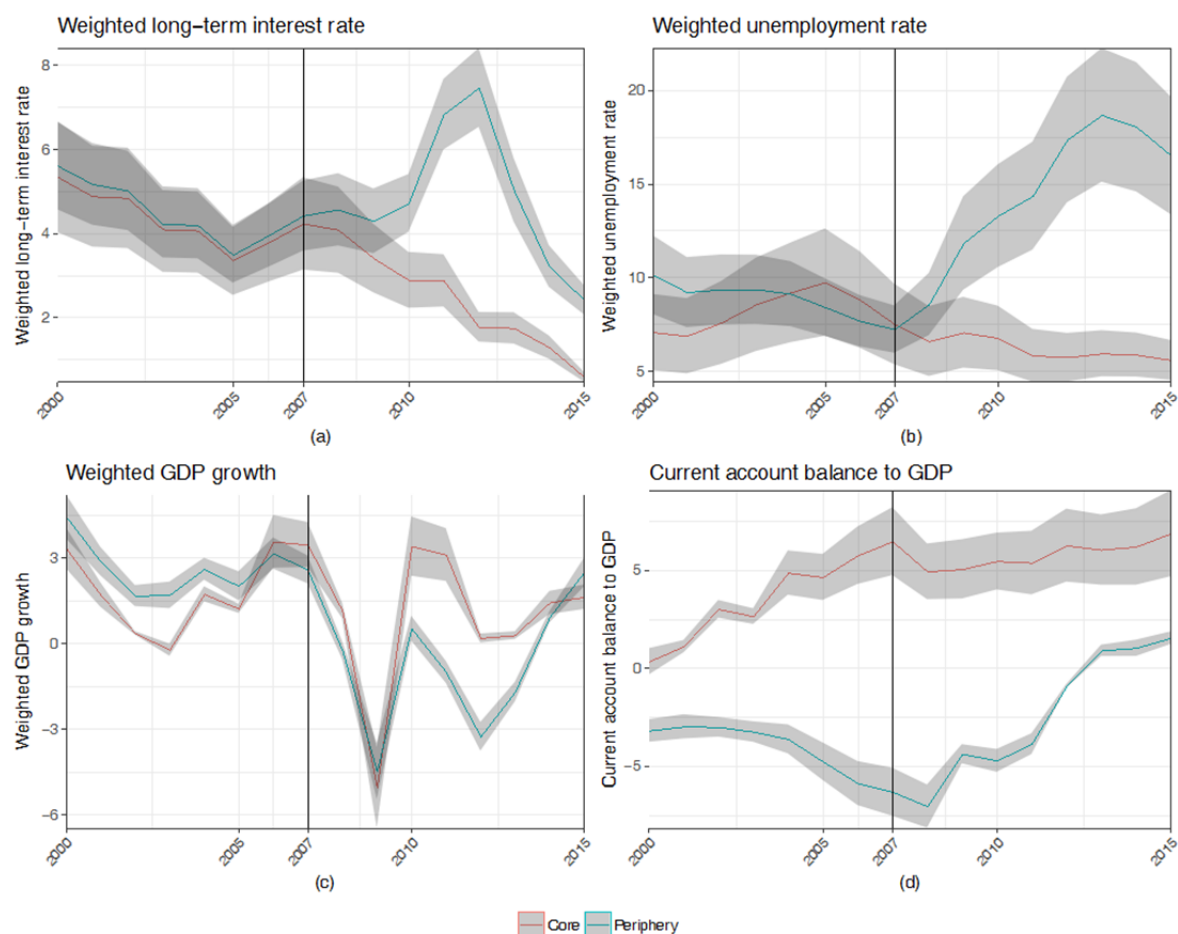 Weighted long−term interest rate
Weighted long−term interest rate
8
6
4
2
2000
2005
2007
2010
2015
(a)
Weighted unemployment rate
Weighted unemployment rate
20
15
10
5
2000
2005
2007
2010
2015
(b)
Weighted GDP growth
Weighted GDP growth
3
0
−3
−6
2000
2005
2007
2010
2015
(c)
Current account balance to GDP
Current account balance to GDP
5
0
−5
2000
2005
2007
2010
2015
(d)
Core Periphery